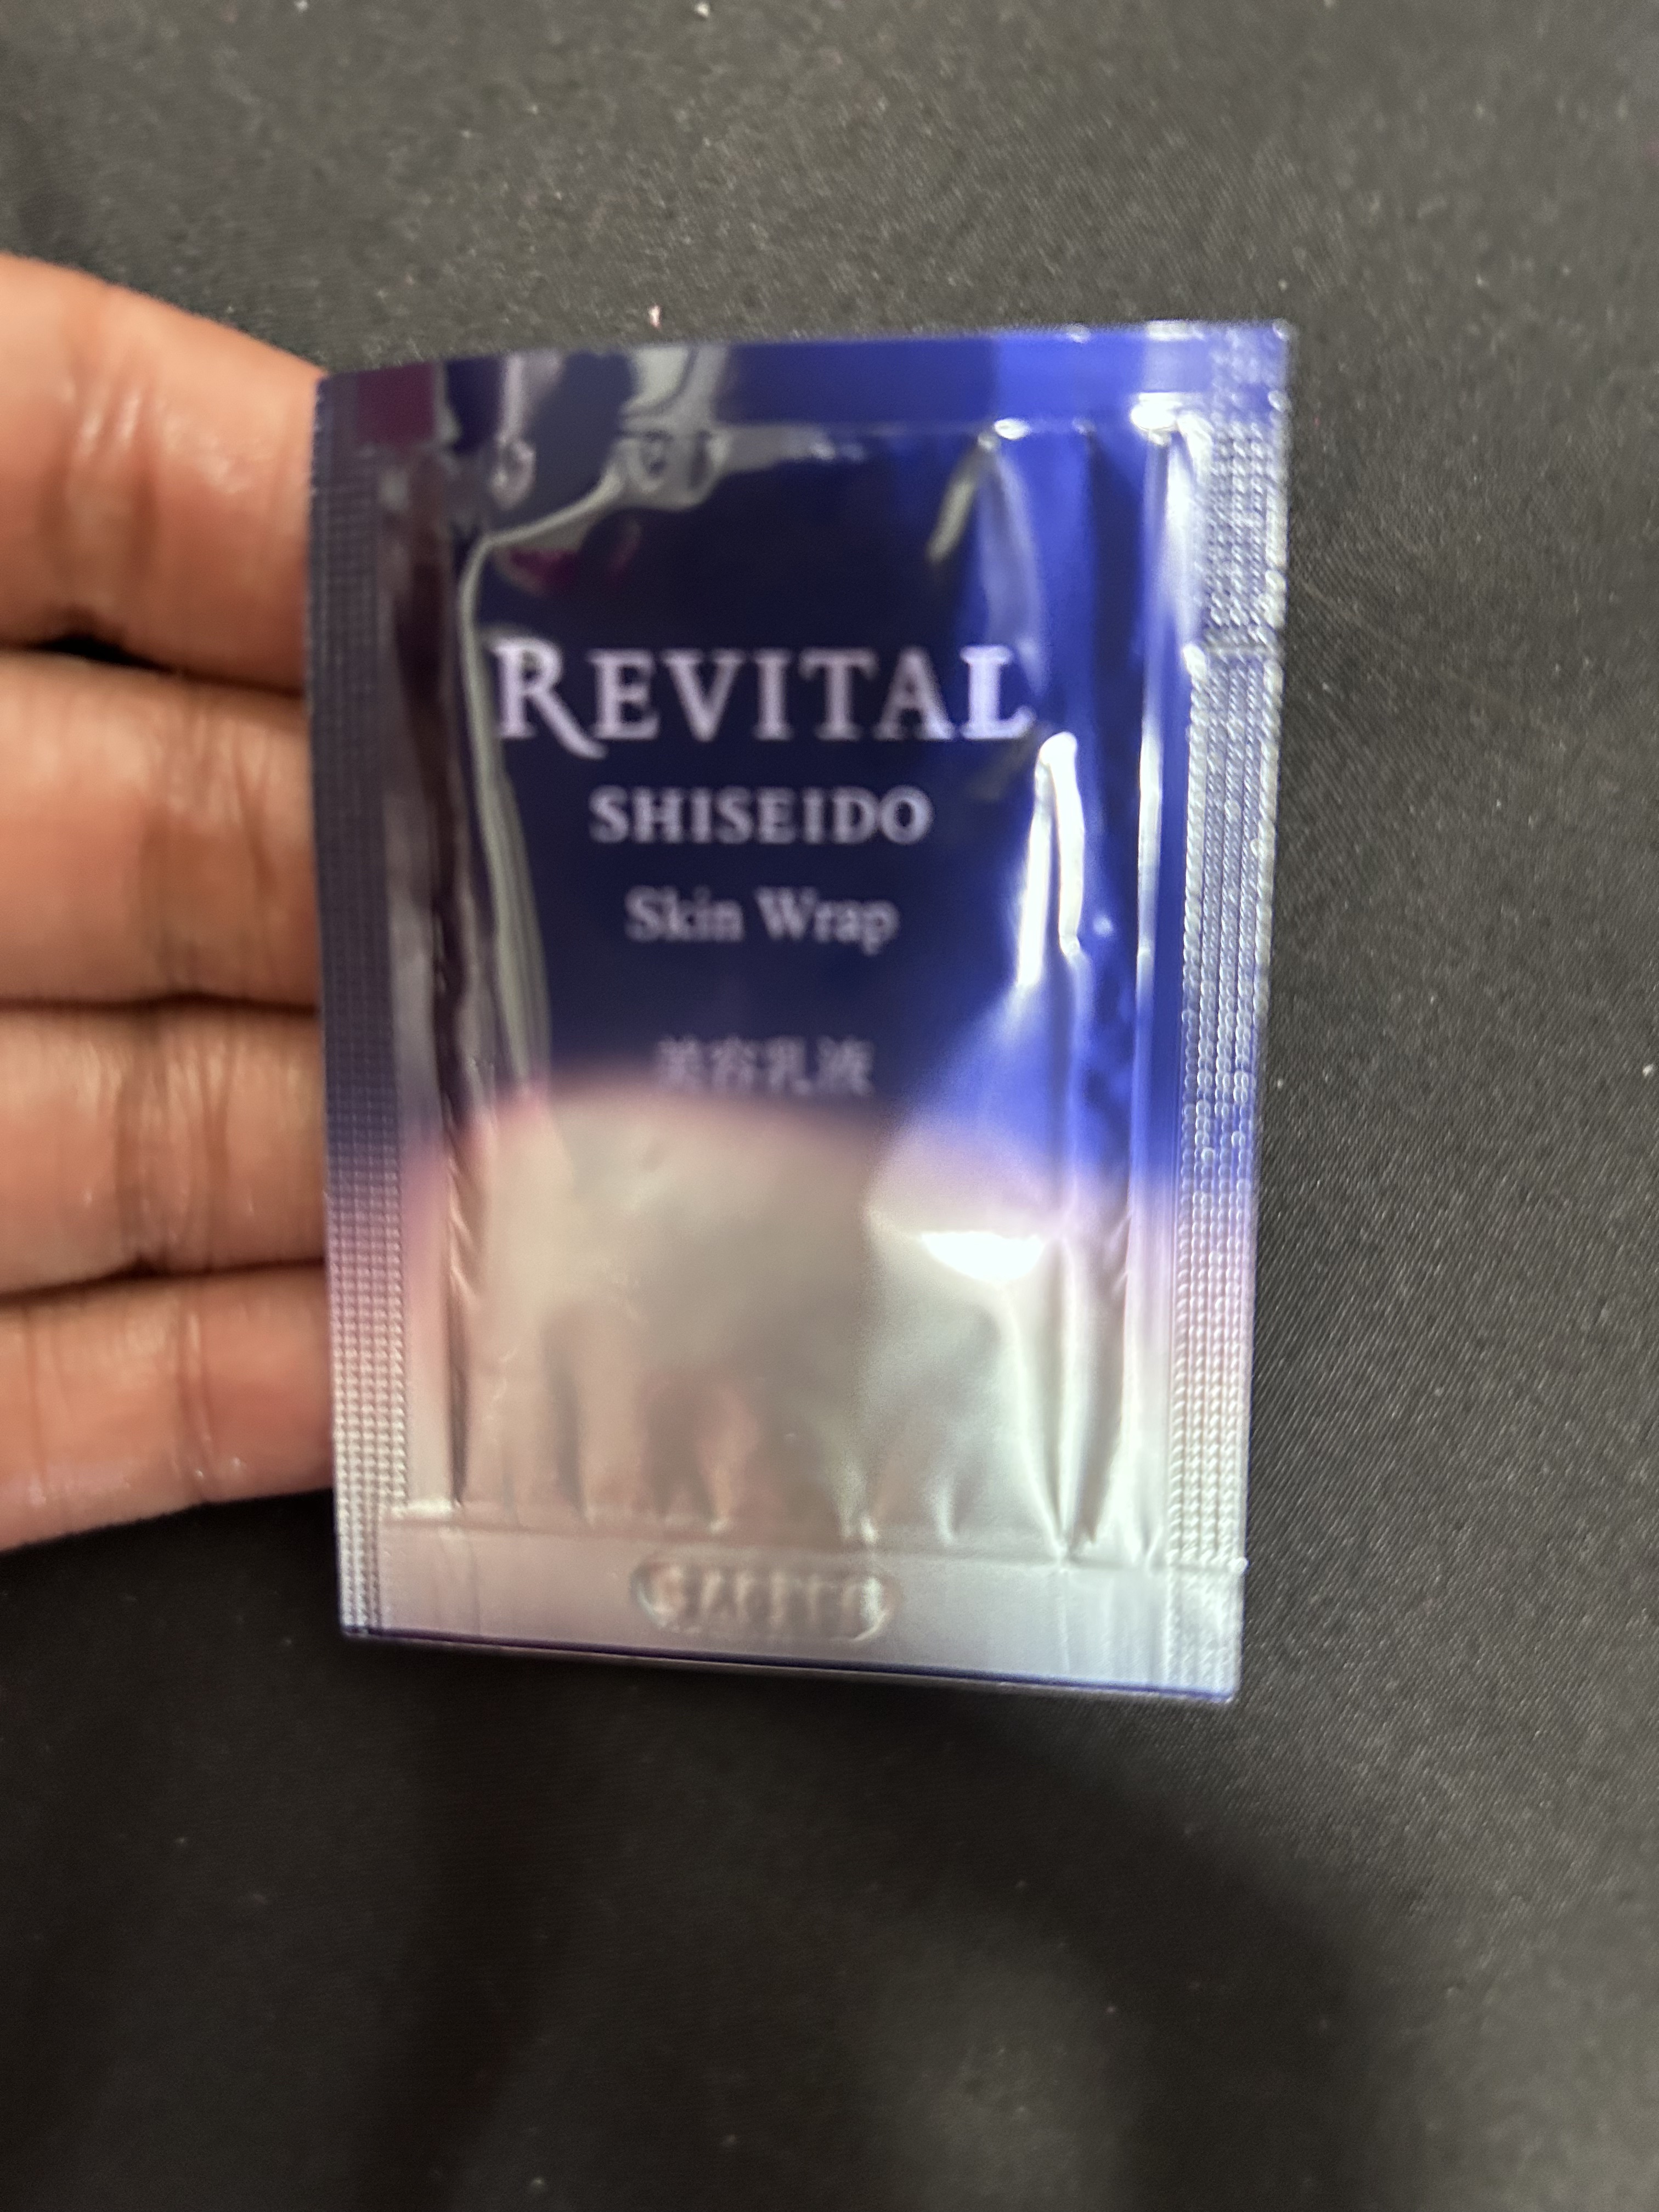 REVITAL
SHISEIDO
Skin Wrap
美容乳液